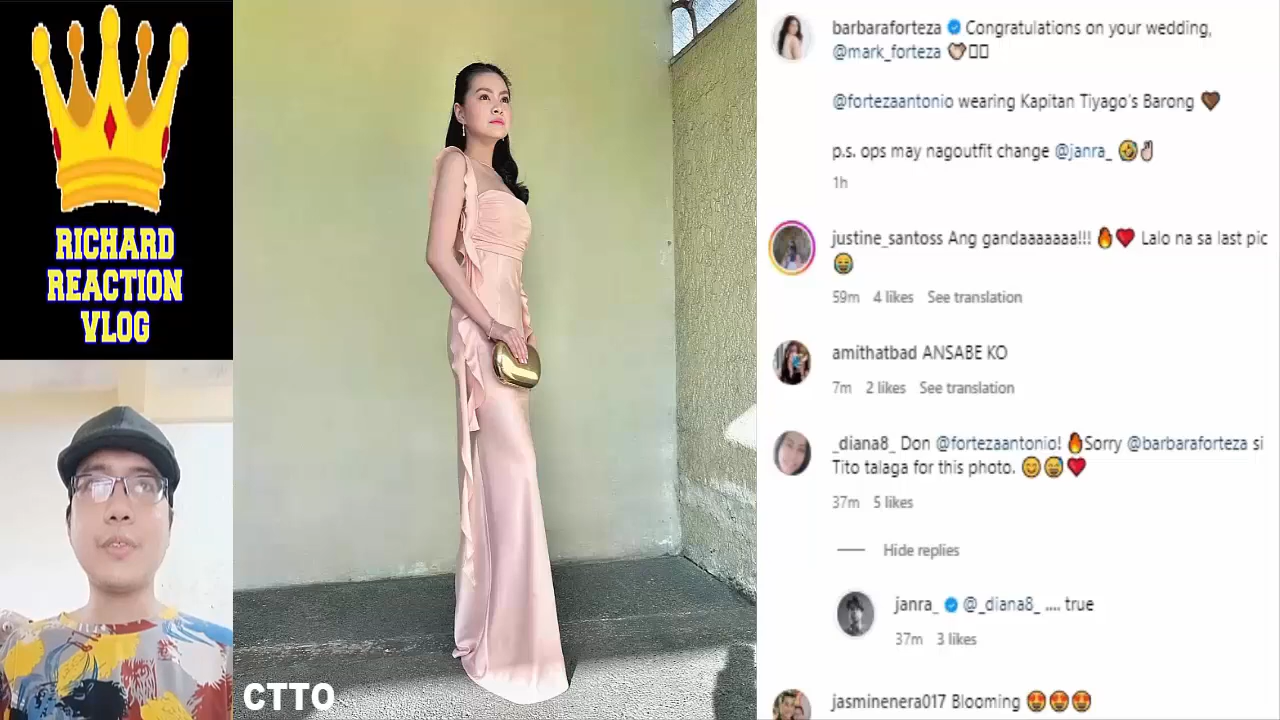 RICHARD
REACTION
VLOG
CTTO
barbaraforteza Congratulations on your wedding,
@mark_forteza
@fortezaantonio wearing Kapitan Tiyago's Barong 🤎
p.s. ops may nagoutfit change @janra_ 🤣✌🏻
1h
justine_santoss Ang gandaaaaaaa!!! 🔥❤️ Lalo na sa last pic
😅
59m 4 likes See translation
amithatbad ANSABE KO
7m 2 likes See translation
_diana8_ Don @fortezaantonio! 🔥Sorry @barbaraforteza si
Tito talaga for this photo. 😊😅❤️
37m 5 likes
Hide replies
janra_ @_diana8_ .... true
37m 3 likes
jasminenera017 Blooming 😍😍😍